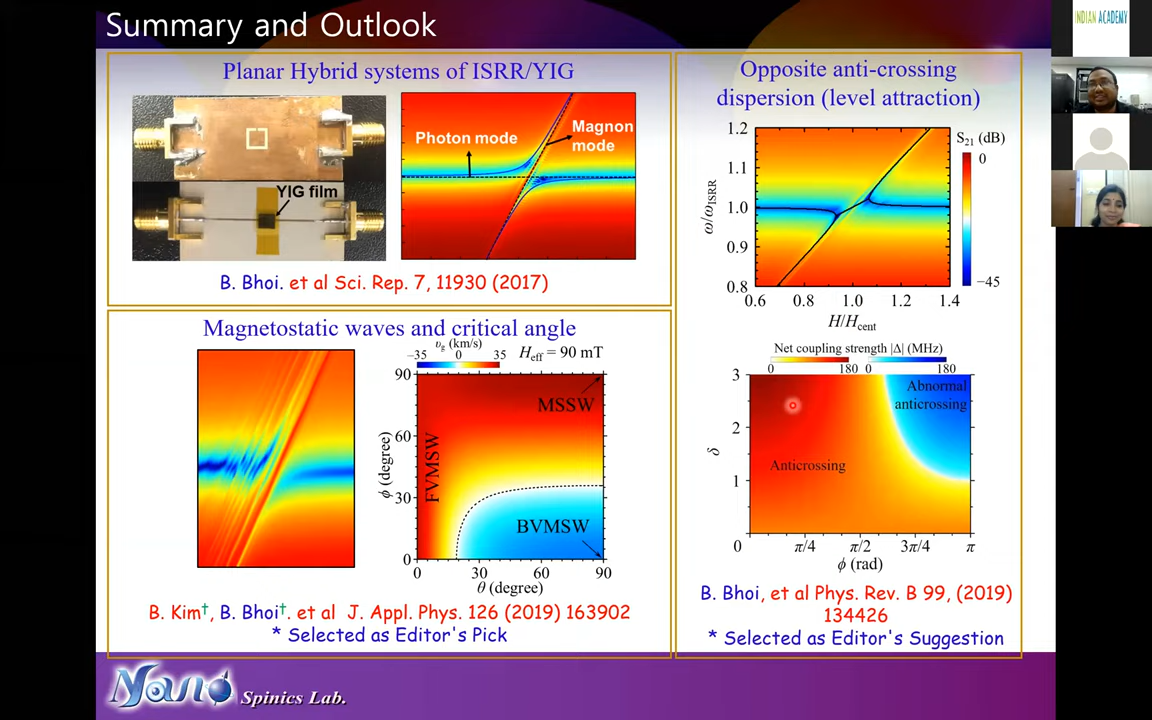 Summary and Outlook
Planar Hybrid systems of ISRR/YIG
Photon mode
Magnon
mode
YIG film
B. Bhoi. et al Sci. Rep. 7, 11930 (2017)
Magnetostatic waves and critical angle
υg (km/s)
−35 0 35
Heff = 90 mT
90
60
30
0
ϕ (degree)
FVMSW
MSSW
BVMSW
0 30 60 90
θ (degree)
B. Kim†, B. Bhoi†. et al J. Appl. Phys. 126 (2019) 163902
* Selected as Editor's Pick
Opposite anti-crossing
dispersion (level attraction)
S21 (dB)
0
−45
1.2
1.1
1.0
0.9
0.8
ω/ωISRR
0.6 0.8 1.0 1.2 1.4
H/Hcent
Net coupling strength |Δ| (MHz)
0 180 0 180
3
2
1
0
δ
Abnormal
anticrossing
Anticrossing
π/4 π/2 3π/4 π
ϕ (rad)
B. Bhoi, et al Phys. Rev. B 99, (2019)
134426
* Selected as Editor's Suggestion
Nano Spinics Lab.
INDIAN ACADEMY